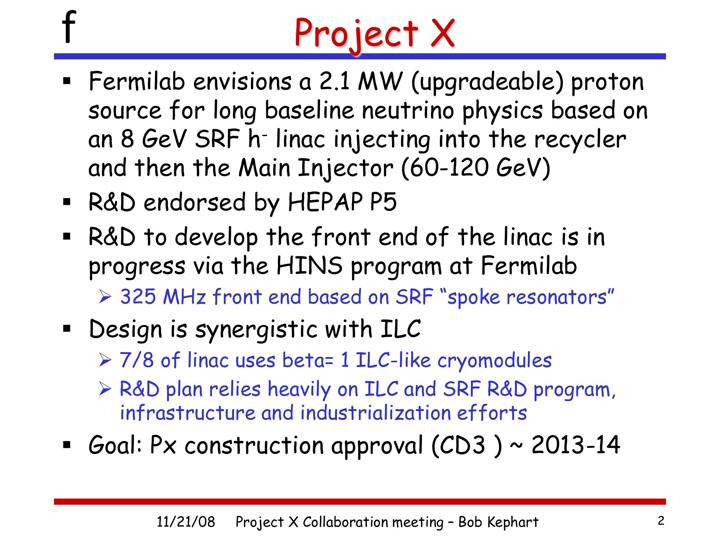 f
Project X
▪ Fermilab envisions a 2.1 MW (upgradeable) proton
source for long baseline neutrino physics based on
an 8 GeV SRF h- linac injecting into the recycler
and then the Main Injector (60-120 GeV)
▪ R&D endorsed by HEPAP P5
▪ R&D to develop the front end of the linac is in
progress via the HINS program at Fermilab
➢ 325 MHz front end based on SRF “spoke resonators”
▪ Design is synergistic with ILC
➢ 7/8 of linac uses beta= 1 ILC-like cryomodules
➢ R&D plan relies heavily on ILC and SRF R&D program,
infrastructure and industrialization efforts
▪ Goal: Px construction approval (CD3 ) ~ 2013-14
11/21/08 Project X Collaboration meeting – Bob Kephart 2